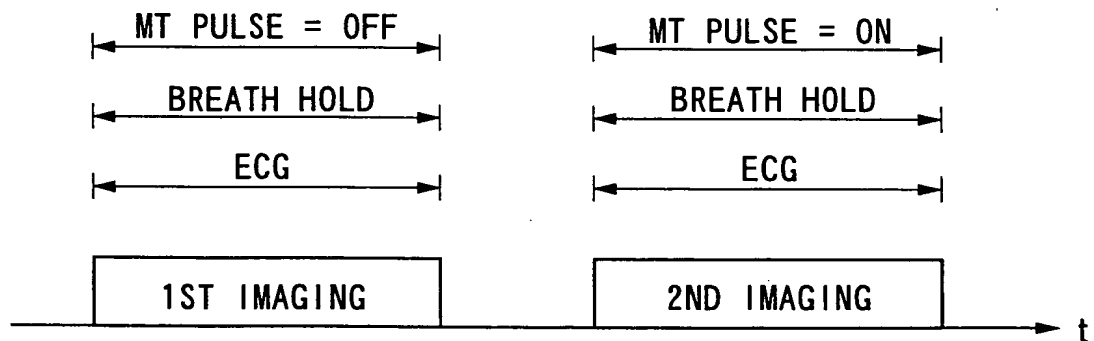 MT PULSE = OFF
MT PULSE = ON
BREATH HOLD
BREATH HOLD
ECG
ECG
1ST IMAGING
2ND IMAGING
t